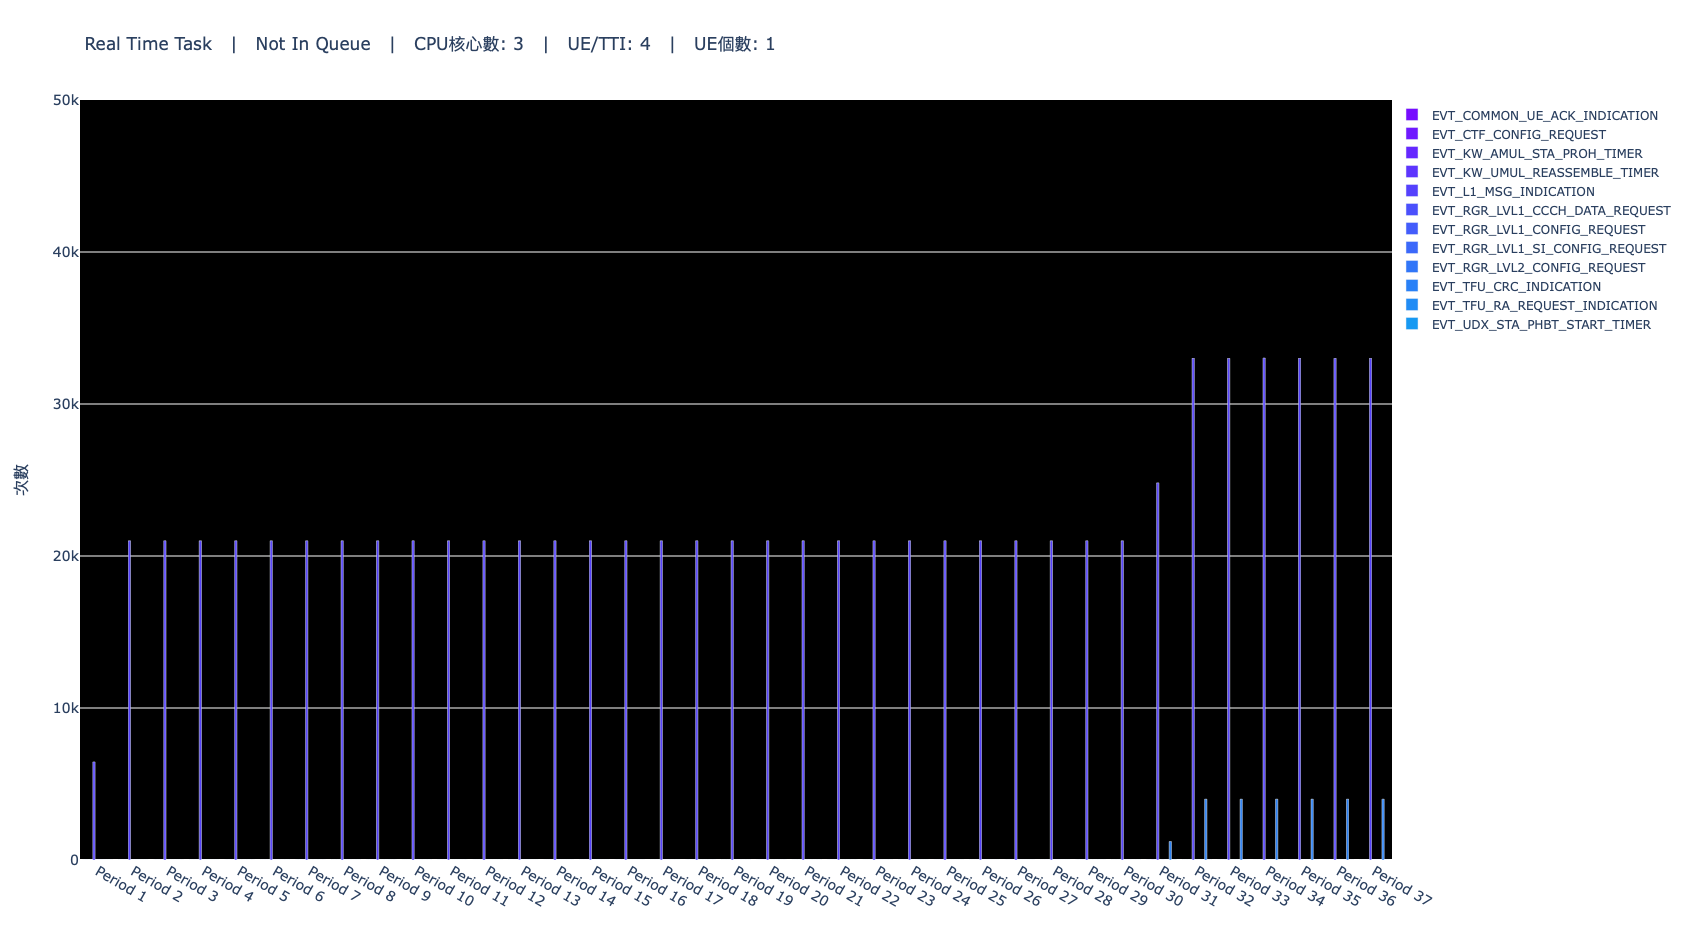 Real Time Task | Not In Queue | CPU核心數: 3 | UE/TTI: 4 | UE個數: 1
50k
40k
30k
20k
10k
0
次數
Period 1
Period 2
Period 3
Period 4
Period 5
Period 6
Period 7
Period 8
Period 9
Period 10
Period 11
Period 12
Period 13
Period 14
Period 15
Period 16
Period 17
Period 18
Period 19
Period 20
Period 21
Period 22
Period 23
Period 24
Period 25
Period 26
Period 27
Period 28
Period 29
Period 30
Period 31
Period 32
Period 33
Period 34
Period 35
Period 36
Period 37
EVT_COMMON_UE_ACK_INDICATION
EVT_CTF_CONFIG_REQUEST
EVT_KW_AMUL_STA_PROH_TIMER
EVT_KW_UMUL_REASSEMBLE_TIMER
EVT_L1_MSG_INDICATION
EVT_RGR_LVL1_CCCH_DATA_REQUEST
EVT_RGR_LVL1_CONFIG_REQUEST
EVT_RGR_LVL1_SI_CONFIG_REQUEST
EVT_RGR_LVL2_CONFIG_REQUEST
EVT_TFU_CRC_INDICATION
EVT_TFU_RA_REQUEST_INDICATION
EVT_UDX_STA_PHBT_START_TIMER